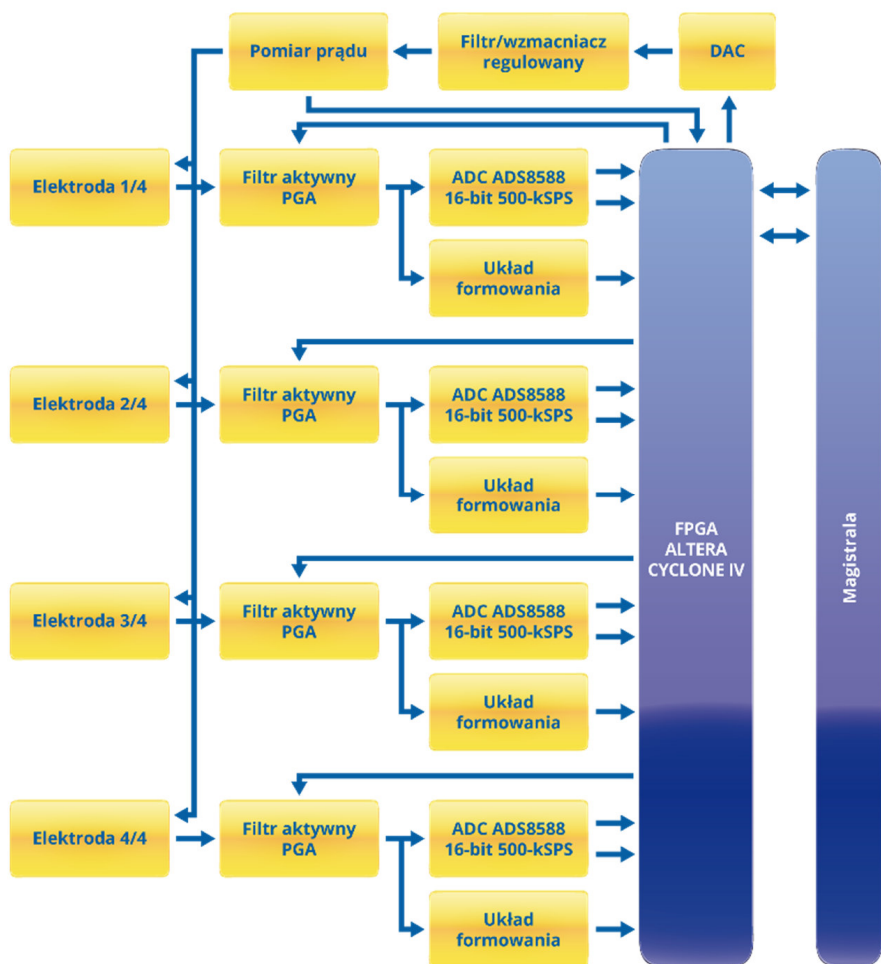 Pomiar prądu
Filtr/wzmacniacz
regulowany
DAC
Elektroda 1/4
Filtr aktywny
PGA
ADC ADS8588
16-bit 500-kSPS
Układ
formowania
Elektroda 2/4
Filtr aktywny
PGA
ADC ADS8588
16-bit 500-kSPS
Układ
formowania
FPGA
ALTERA
CYCLONE IV
Magistrala
Elektroda 3/4
Filtr aktywny
PGA
ADC ADS8588
16-bit 500-kSPS
Układ
formowania
Elektroda 4/4
Filtr aktywny
PGA
ADC ADS8588
16-bit 500-kSPS
Układ
formowania